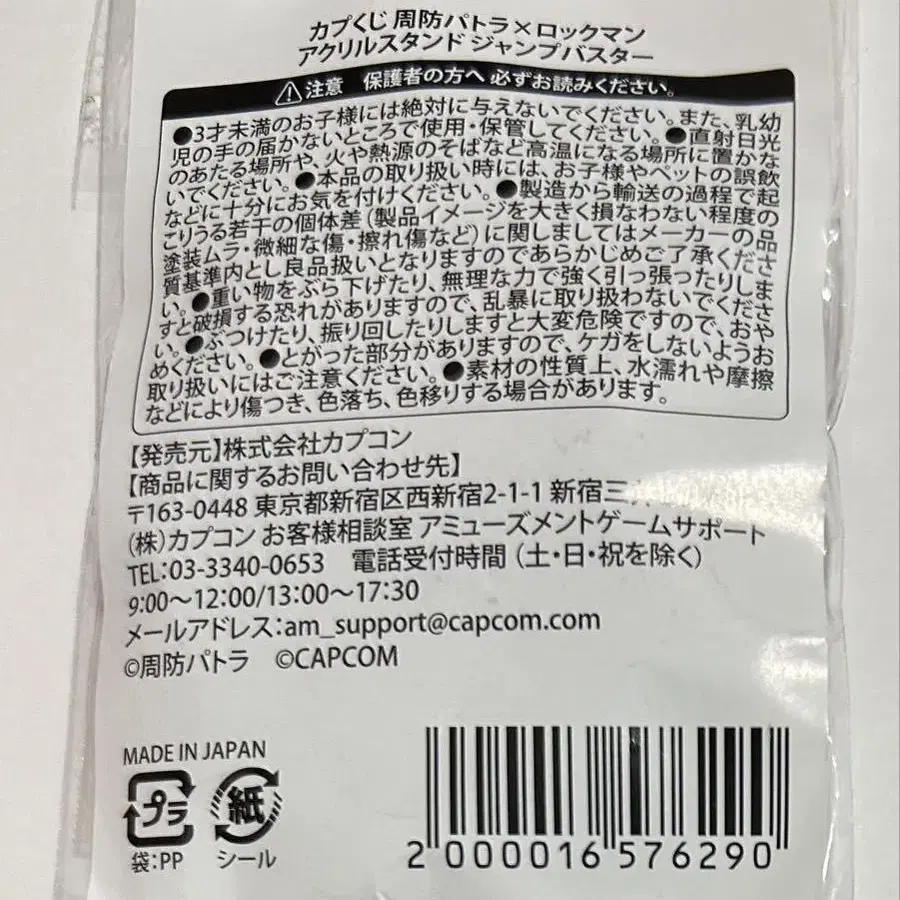 カプくじ 周防パトラ×ロックマン
アクリルスタンド ジャンプバスター
注意 保護者の方へ 必ずお読みください。
●3才未満のお子様には絶対に与えないでください。また、乳幼
児の手の届かないところで使用・保管してください。●直射日光
のあたる場所や、火や熱源のそばなど高温になる場所に置かな
いでください。●本品の取り扱い時には、お子様やペットの誤飲
などに十分にお気を付けください。●製造から輸送の過程で起
こりうる若干の個体差(製品イメージを大きく損なわない程度の
塗装ムラ・微細な傷・擦れ傷など)に関しましてはメーカーの品
質基準内とし良品扱いとなりますのであらかじめご了承くださ
い。●重い物をぶら下げたり、無理な力で強く引っ張ったりしま
すと破損する恐れがありますので、乱暴に取り扱わないでくださ
い。●ぶつけたり、振り回したりしますと大変危険ですので、おや
めください。●とがった部分がありますので、ケガをしないようお
取り扱いにはご注意ください。●素材の性質上、水濡れや摩擦
などにより傷つき、色落ち、色移りする場合があります。
【発売元】株式会社カプコン
【商品に関するお問い合わせ先】
〒163-0448 東京都新宿区西新宿2-1-1 新宿三
(株)カプコン お客様相談室 アミューズメントゲームサポート
TEL:03-3340-0653 電話受付時間 (土・日・祝を除く)
9:00〜12:00/13:00〜17:30
メールアドレス:am_support@capcom.com
©周防パトラ ©CAPCOM
MADE IN JAPAN
プラ 紙
袋:PP シール
2 000016 576290